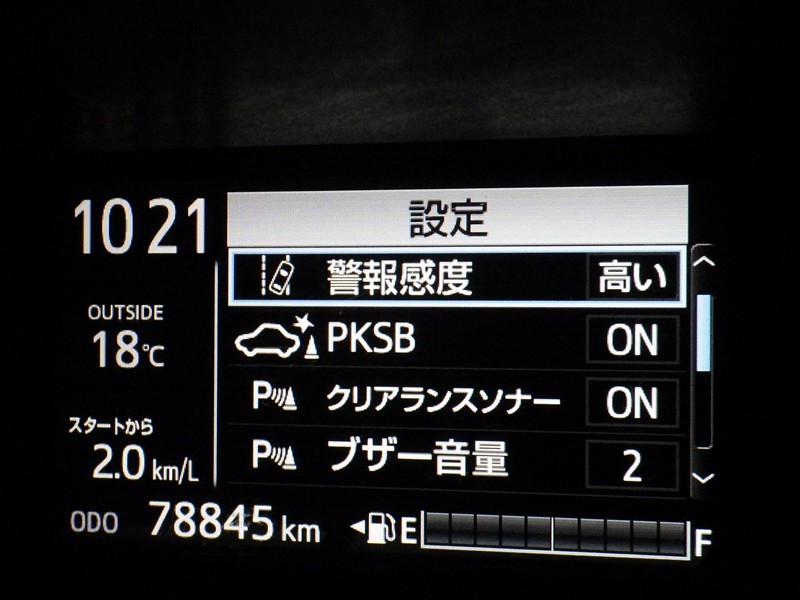 10 21
OUTSIDE
18℃
スタートから
2.0 km/L
設定
警報感度 高い
PKSB ON
P クリアランスソナー ON
P ブザー音量 2
ODO 78845 km E F